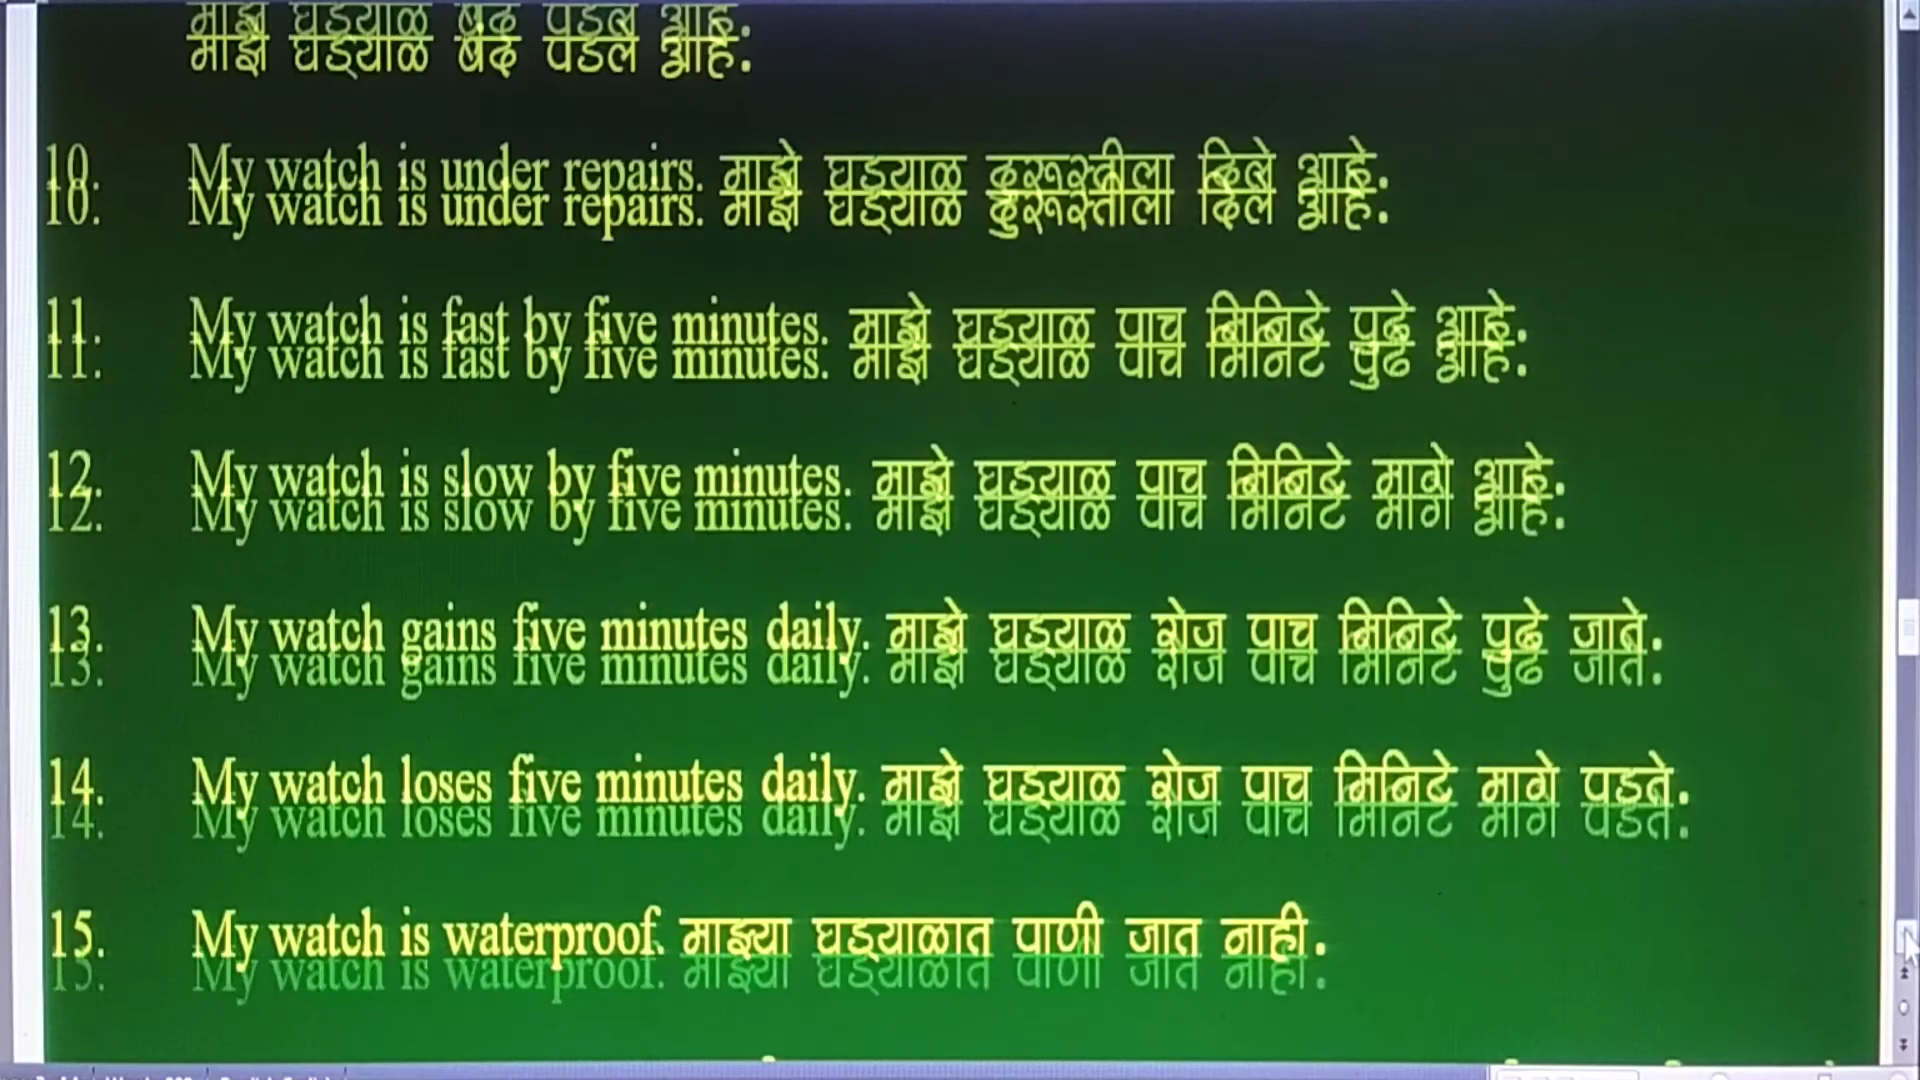 माझे घड्याळ बंद पडले आहे.
10. My watch is under repairs. माझे घड्याळ दुरूस्तीला दिले आहे.
11. My watch is fast by five minutes. माझे घड्याळ पाच मिनिटे पुढे आहे.
12. My watch is slow by five minutes. माझे घड्याळ पाच मिनिटे मागे आहे.
13. My watch gains five minutes daily. माझे घड्याळ रोज पाच मिनिटे पुढे जाते.
14. My watch loses five minutes daily. माझे घड्याळ रोज पाच मिनिटे मागे पडते.
15. My watch is waterproof. माझ्या घड्याळात पाणी जात नाही.